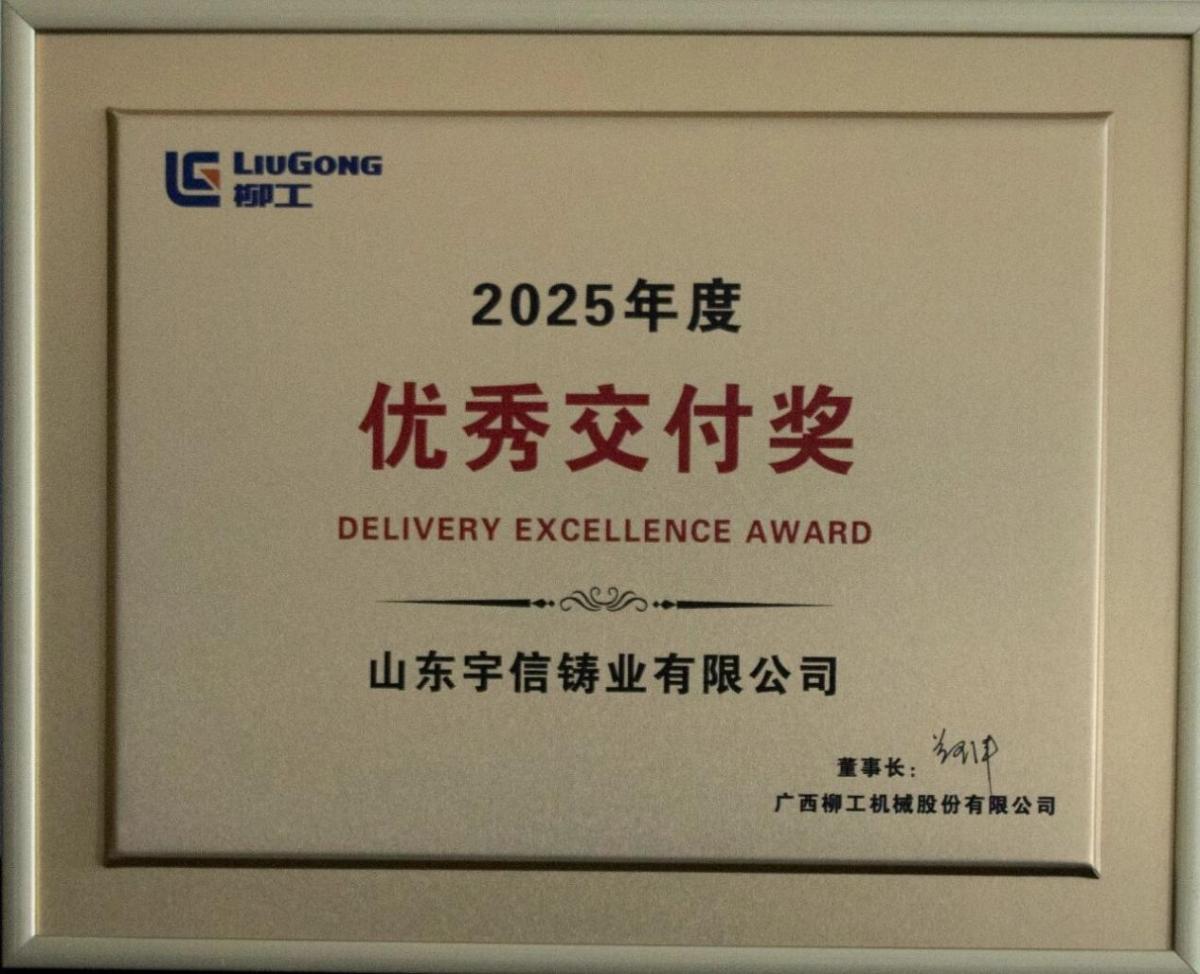 LIUGONG
柳工
2025年度
优秀交付奖
DELIVERY EXCELLENCE AWARD
山东宇信铸业有限公司
董事长：
广西柳工机械股份有限公司